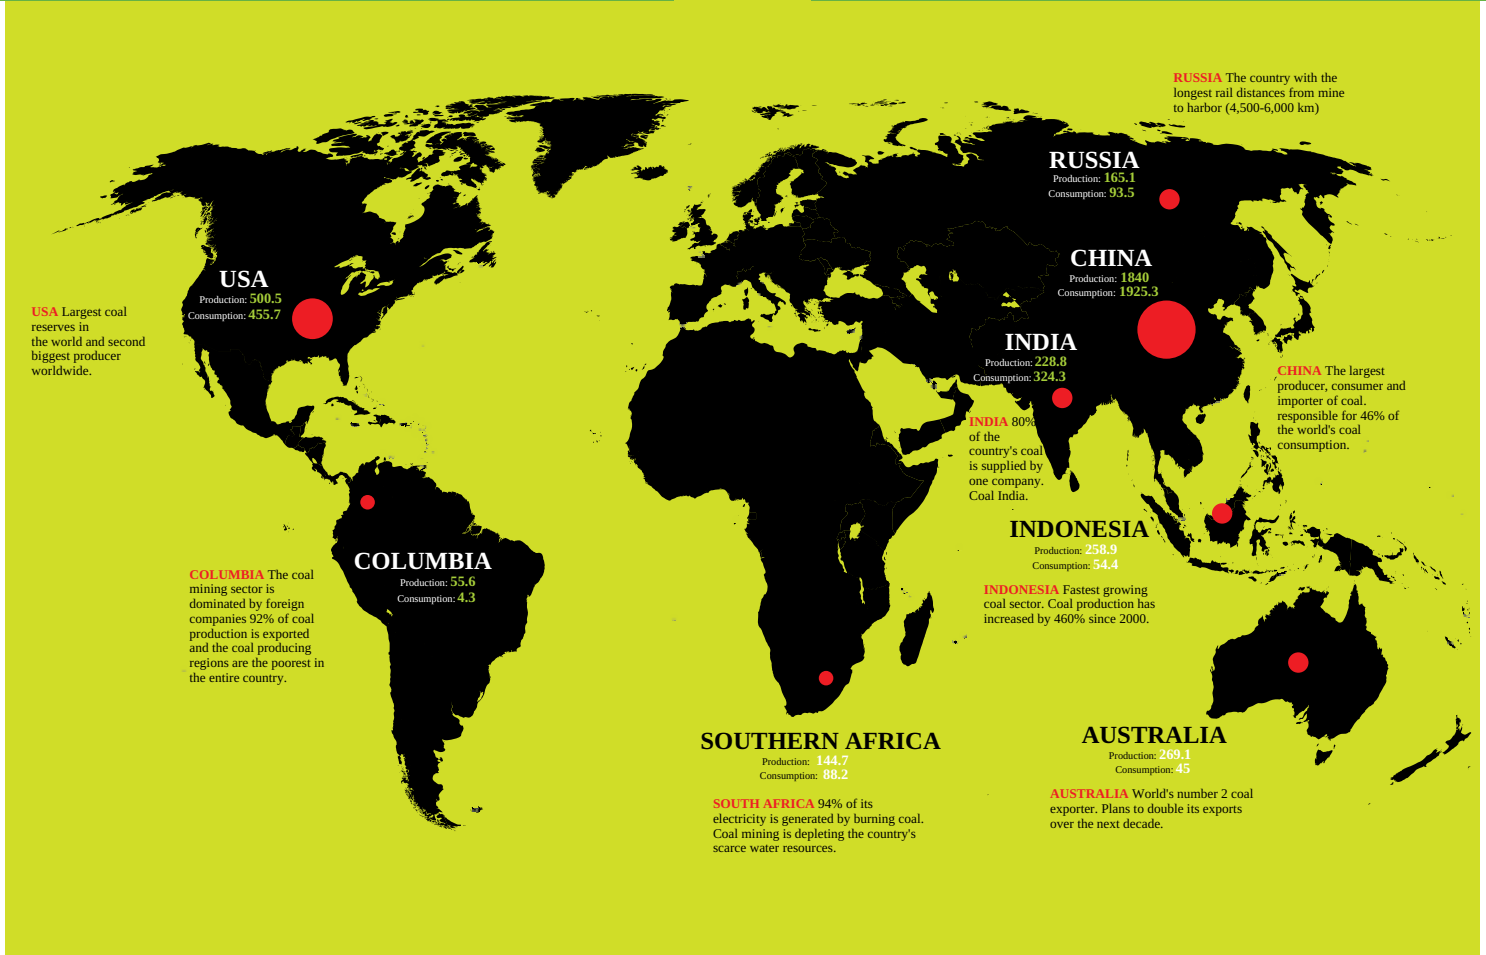 RUSSIA The country with the
longest rail distances from mine
to harbor (4,500-6,000 km)
RUSSIA
Production: 165.1
Consumption: 93.5
CHINA
Production: 1840
Consumption: 1925.3
USA
Production: 500.5
Consumption: 455.7
USA Largest coal
reserves in
the world and second
biggest producer
worldwide.
INDIA
Production: 228.8
Consumption: 324.3
CHINA The largest
producer, consumer and
importer of coal.
responsible for 46% of
the world's coal
consumption.
INDIA 80%
of the
country's coal
is supplied by
one company.
Coal India.
INDONESIA
Production: 258.9
Consumption: 54.4
INDONESIA Fastest growing
coal sector. Coal production has
increased by 460% since 2000.
COLUMBIA
Production: 55.6
Consumption: 4.3
COLUMBIA The coal
mining sector is
dominated by foreign
companies 92% of coal
production is exported
and the coal producing
regions are the poorest in
the entire country.
SOUTHERN AFRICA
Production: 144.7
Consumption: 88.2
SOUTH AFRICA 94% of its
electricity is generated by burning coal.
Coal mining is depleting the country's
scarce water resources.
AUSTRALIA
Production: 269.1
Consumption: 45
AUSTRALIA World's number 2 coal
exporter. Plans to double its exports
over the next decade.